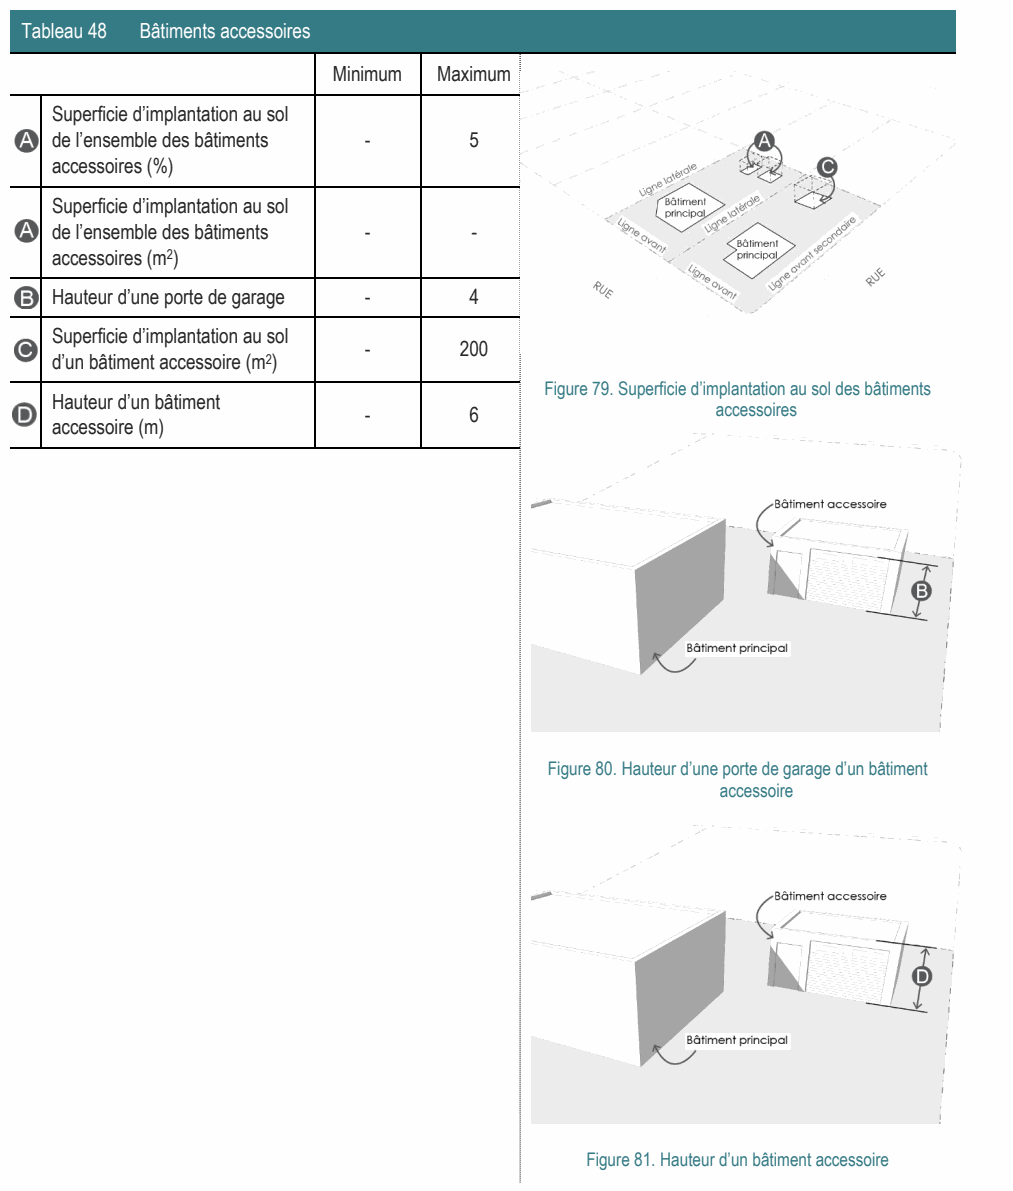 Tableau 48 Bâtiments accessoires
Minimum Maximum
A Superficie d’implantation au sol
de l’ensemble des bâtiments
accessoires (%)
- 5
A Superficie d’implantation au sol
de l’ensemble des bâtiments
accessoires (m²)
- -
B Hauteur d’une porte de garage - 4
C Superficie d’implantation au sol
d’un bâtiment accessoire (m²)
- 200
D Hauteur d’un bâtiment
accessoire (m)
- 6
A
C
Ligne latérale
Bâtiment
principal
Ligne latérale
Ligne avant
Bâtiment
principal
Ligne avant secondaire
Ligne avant
RUE
RUE
Figure 79. Superficie d’implantation au sol des bâtiments
accessoires
Bâtiment accessoire
B
Bâtiment principal
Figure 80. Hauteur d’une porte de garage d’un bâtiment
accessoire
Bâtiment accessoire
D
Bâtiment principal
Figure 81. Hauteur d’un bâtiment accessoire